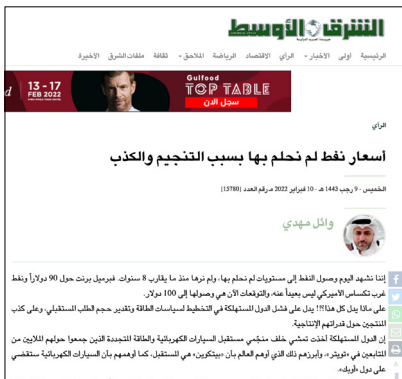 الشرق الأوسط
الرئيسية أولى الأخبار الرأي الاقتصاد الرياضة الملاحق ثقافة ملفات الشرق الأخيرة
13 - 17
FEB 2022
Gulfood
TOP TABLE
سجل الآن
الرأي
أسعار نفط لم نحلم بها بسبب التنجيم والكذب
الخميس - 9 رجب 1443 هـ - 10 فبراير 2022 مـ رقم العدد [15780]
وائل مهدي
إننا نشهد اليوم وصول النفط إلى مستويات لم نحلم بها، ولم نرها منذ ما يقارب 8 سنوات. فبرميل برنت حول 90 دولاراً ونفط
غرب تكساس الأميركي ليس بعيداً عنه، والتوقعات الآن هي وصولها إلى 100 دولار.
على ماذا يدل كل هذا؟!! يدل على فشل الدول المستهلكة في التخطيط لسياسات الطاقة وتقدير حجم الطلب المستقبلي، وعلى كذب
المنتجين حول قدراتهم الإنتاجية.
إن الدول المستهلكة أخذت تمشي خلف منجّمي مستقبل السيارات الكهربائية والطاقة المتجددة الذين جمعوا حولهم الملايين من
المتابعين في «تويتر»، وأبرزهم ذلك الذي أوهم العالم بأن «بيتكوين» هي المستقبل، كما أوهمهم بأن السيارات الكهربائية ستقضي
على دول «أوبك».